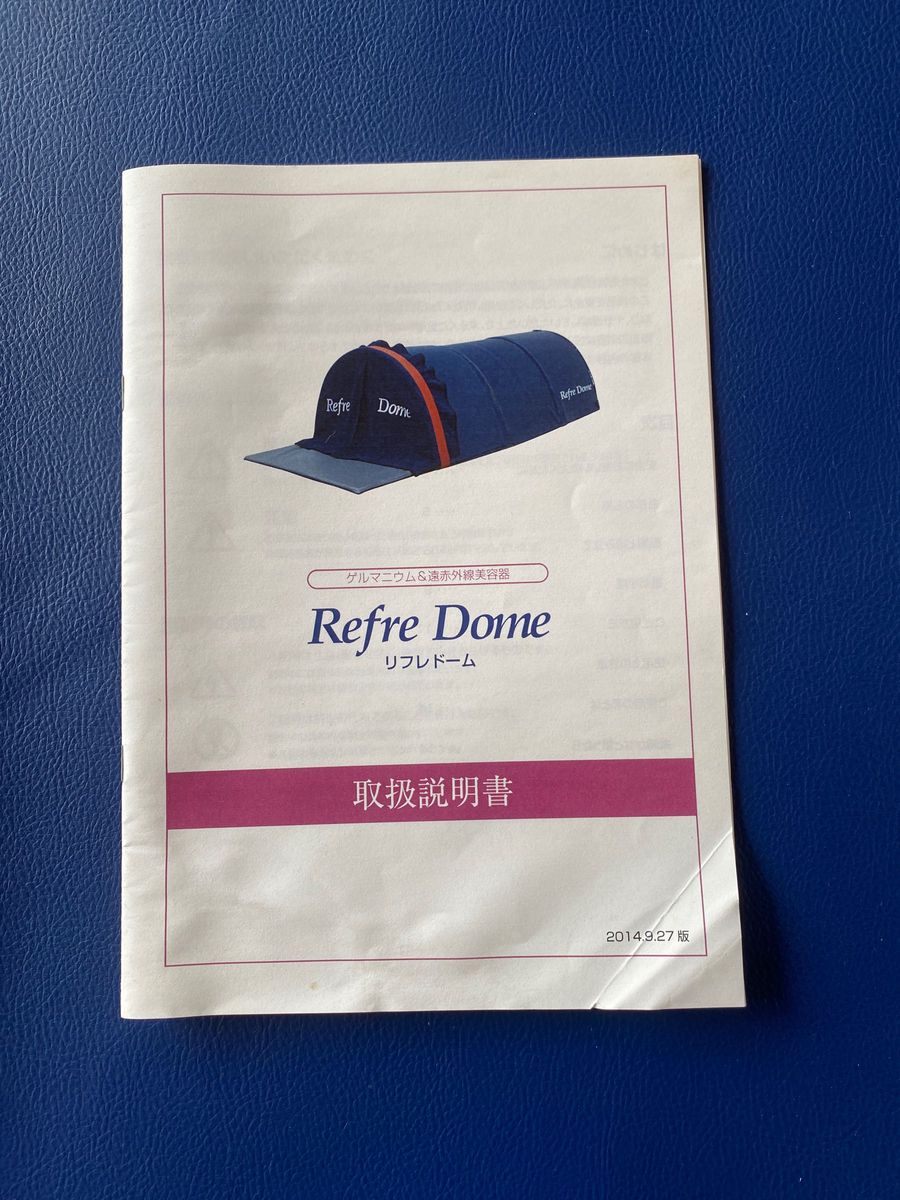 Refre Dome
Refre Dome
ゲルマニウム&遠赤外線美容器
Refre Dome
リフレドーム
取扱説明書
2014.9.27 版